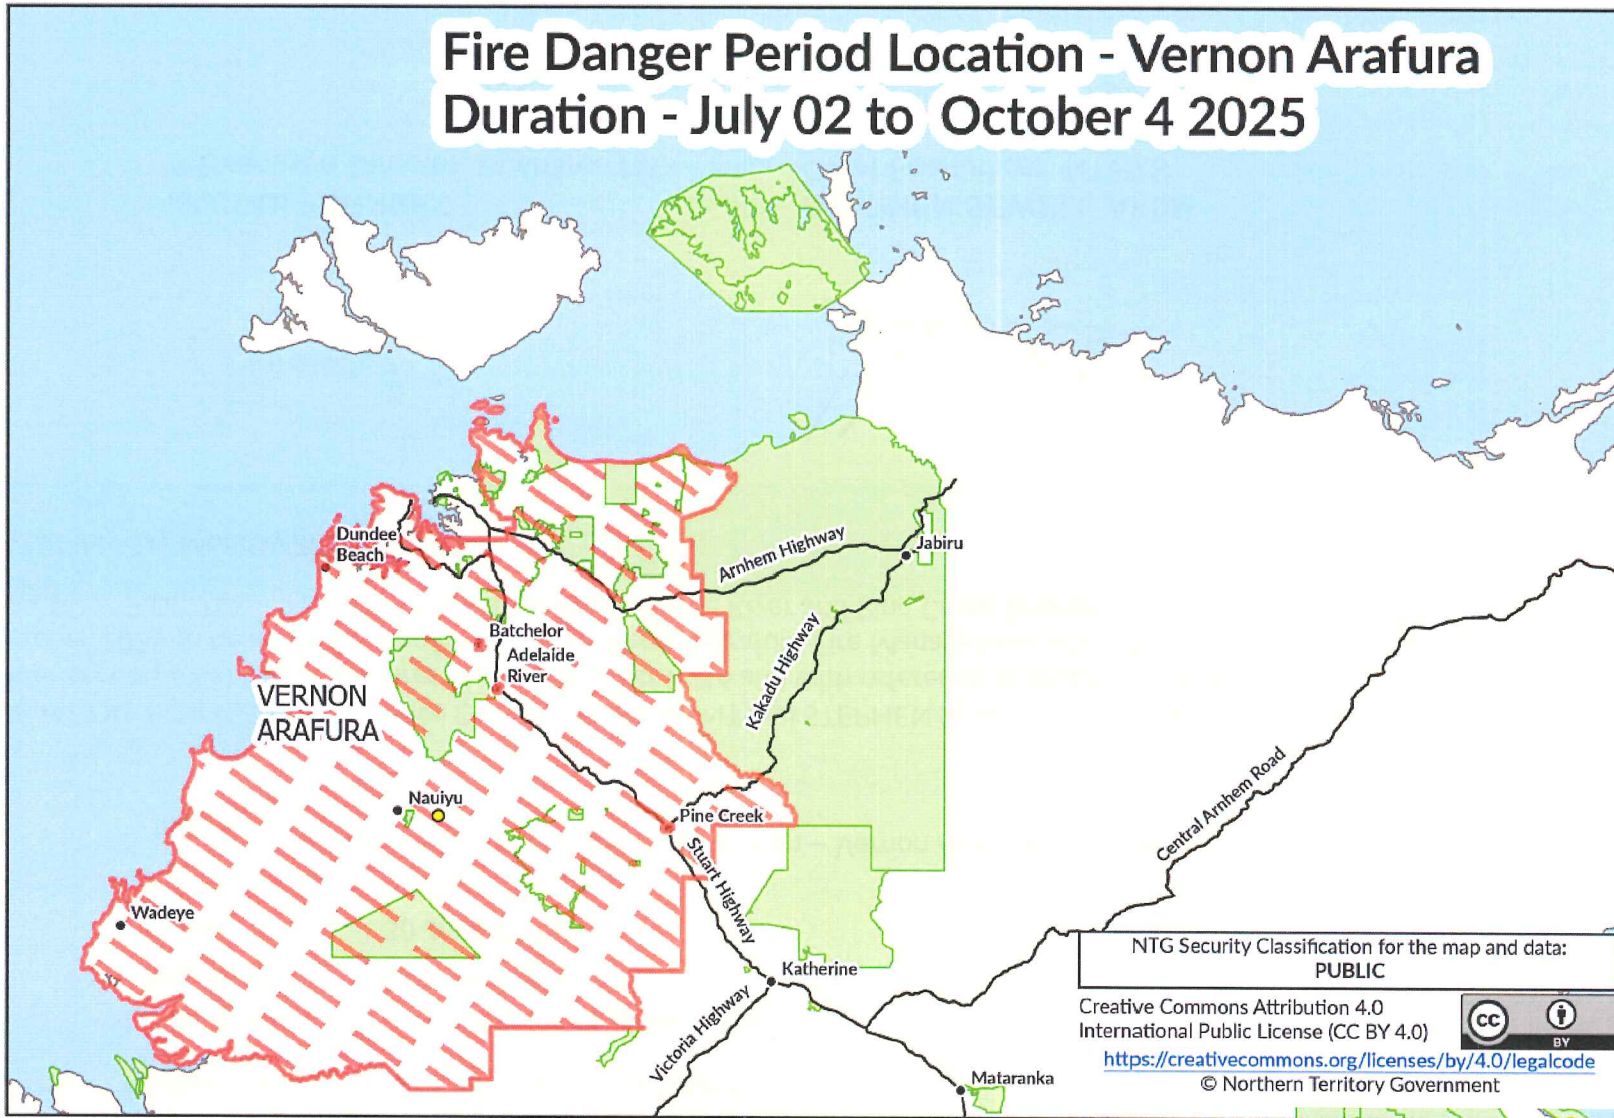 Fire Danger Period Location - Vernon Arafura
Duration - July 02 to October 4 2025
Dundee
Beach
Arnhem Highway
Jabiru
Batchelor
Adelaide
River
Kakadu Highway
VERNON
ARAFURA
Nauiyu
Pine Creek
Central Arnhem Road
Stuart Highway
Wadeye
Katherine
Victoria Highway
Mataranka
NTG Security Classification for the map and data:
PUBLIC
Creative Commons Attribution 4.0
International Public License (CC BY 4.0)
cc
BY
https://creativecommons.org/licenses/by/4.0/legalcode
© Northern Territory Government